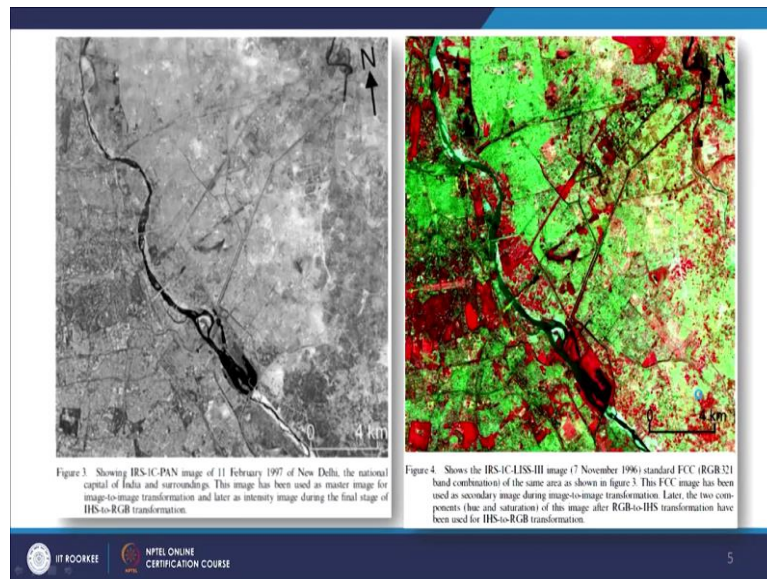 N
0 4 km
Figure 3. Showing IRS-1C-PAN image of 11 February 1997 of New Delhi, the national
capital of India and surroundings. This image has been used as master image for
image-to-image transformation and later as intensity image during the final stage of
IHS-to-RGB transformation.
N
0 4 km
Figure 4. Shows the IRS-1C-LISS-III image (7 November 1996) standard FCC (RGB:321
band combination) of the same area as shown in figure 3. This FCC image has been
used as secondary image during image-to-image transformation. Later, the two com-
ponents (hue and saturation) of this image after RGB-to-IHS transformation have
been used for IHS-to-RGB transformation.
IIT ROORKEE
NPTEL ONLINE
CERTIFICATION COURSE
5